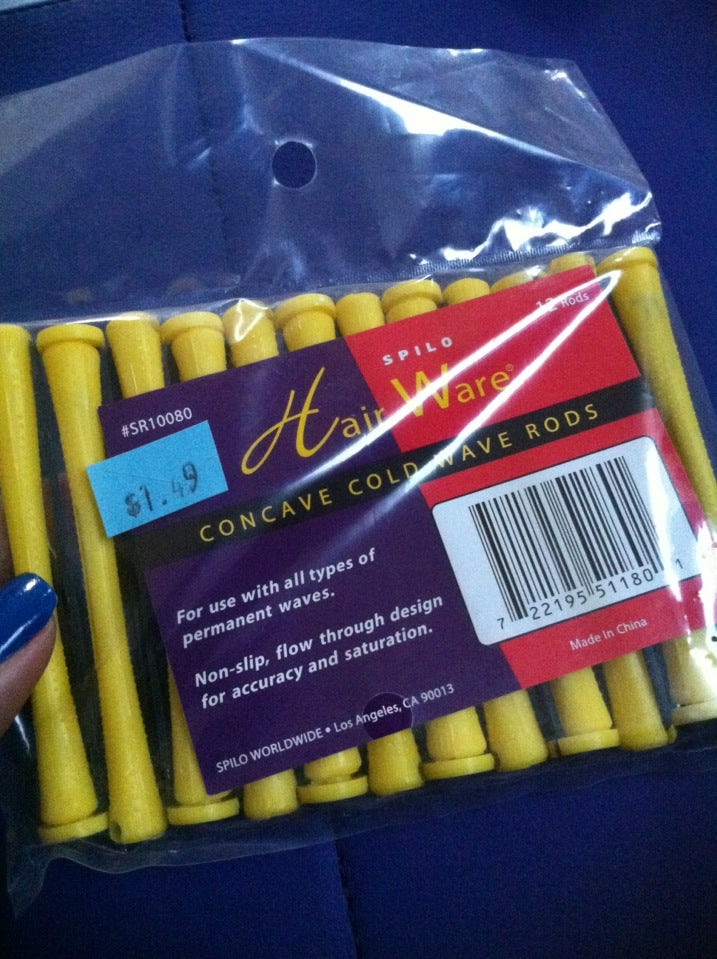 12 Rods
SPILO
Hair Ware®
#SR10080
$1.49
CONCAVE COLD WAVE RODS
For use with all types of
permanent waves.
Non-slip, flow through design
for accuracy and saturation.
7 22195 51180 1
Made In China
SPILO WORLDWIDE • Los Angeles, CA 90013